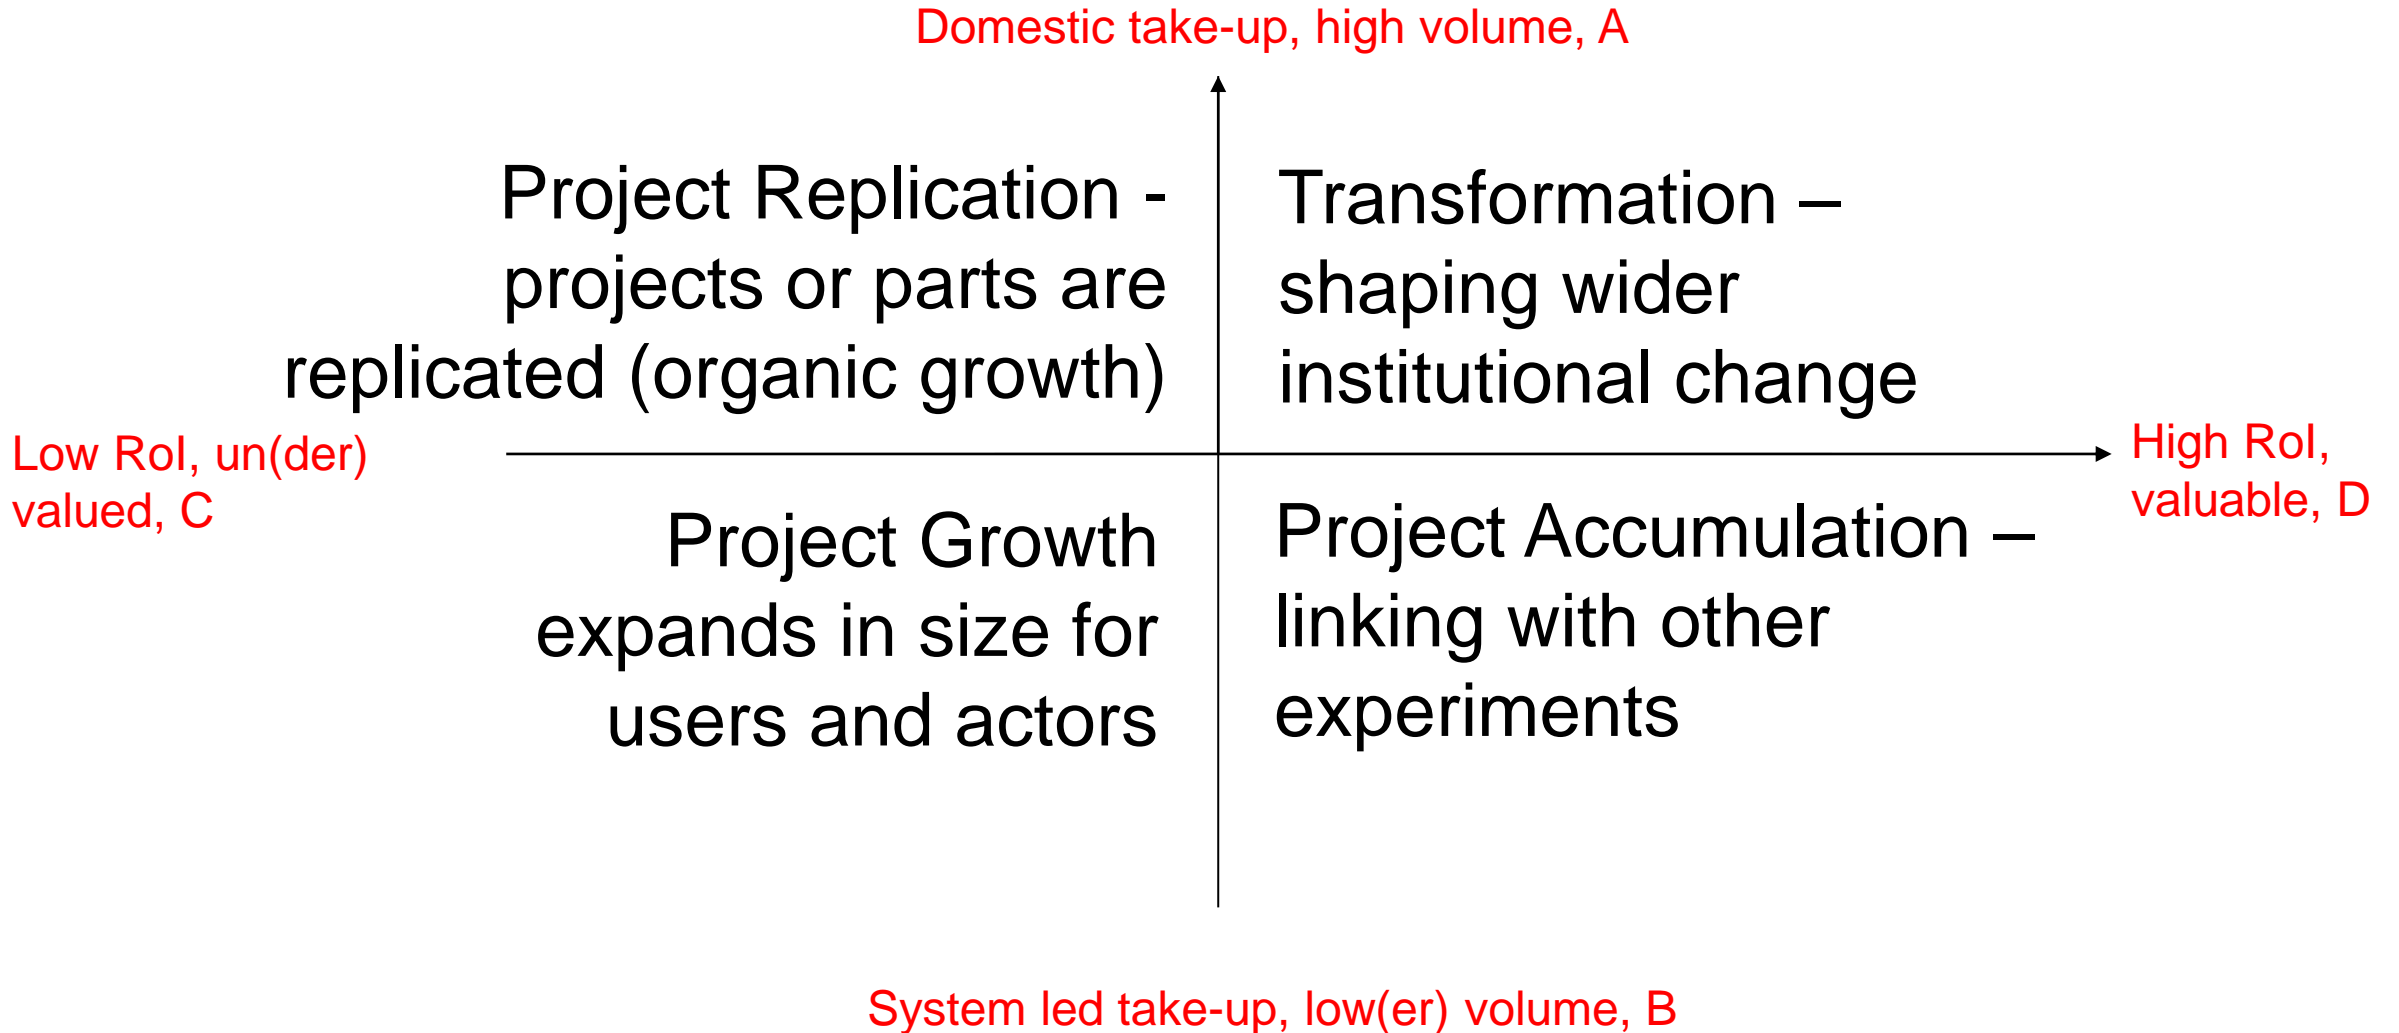 Domestic take-up, high volume, A
Project Replication -
projects or parts are
replicated (organic growth)
Transformation –
shaping wider
institutional change
Low RoI, un(der)
valued, C
High RoI,
valuable, D
Project Growth
expands in size for
users and actors
Project Accumulation –
linking with other
experiments
System led take-up, low(er) volume, B